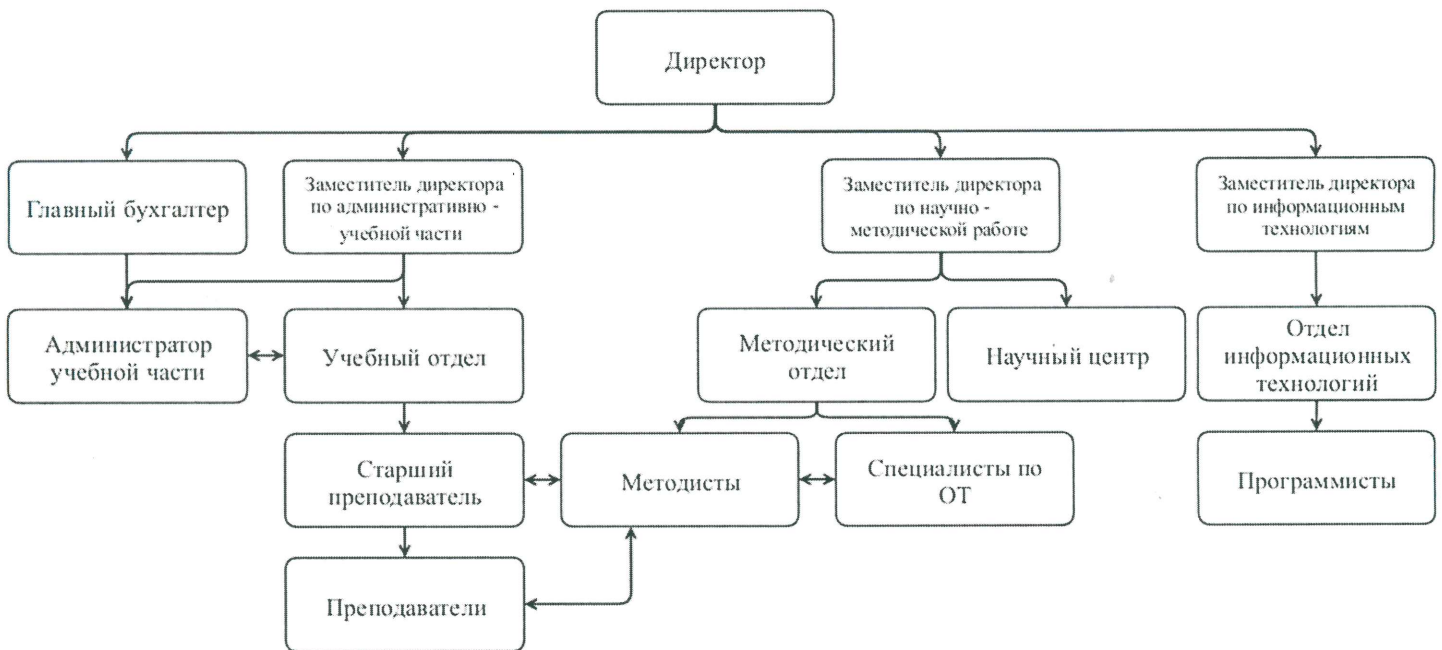 Директор
Главный бухгалтер
Заместитель директора
по административно -
учебной части
Заместитель директора
по научно -
методической работе
Заместитель директора
по информационным
технологиям
Администратор
учебной части
Учебный отдел
Методический
отдел
Научный центр
Отдел
информационных
технологий
Старший
преподаватель
Методисты
Специалисты по
ОТ
Программисты
Преподаватели